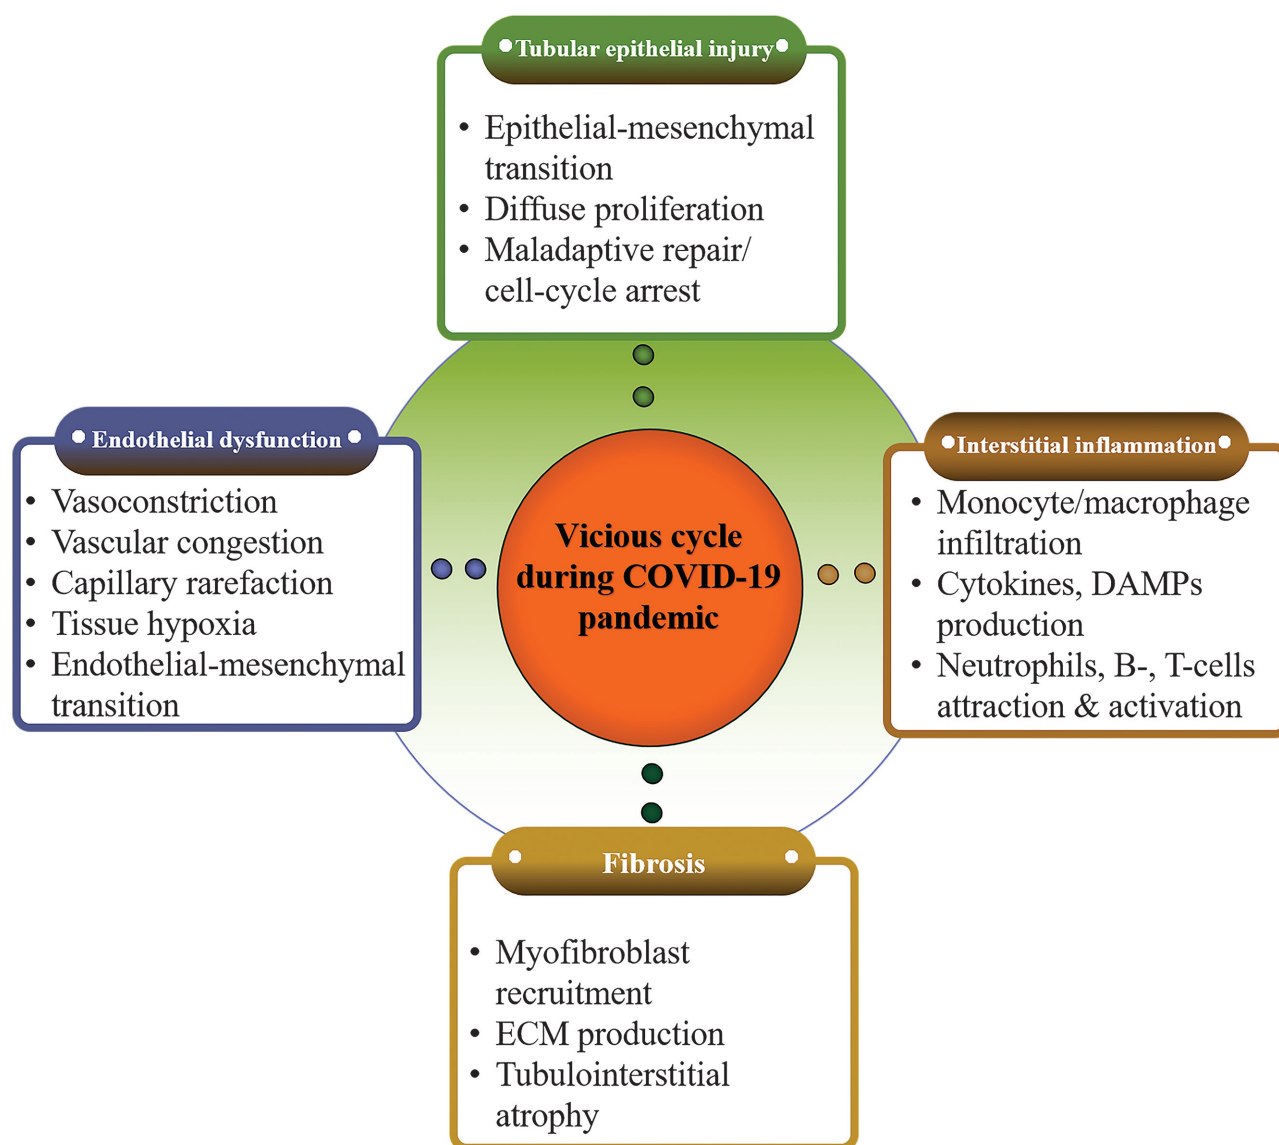 Tubular epithelial injury
• Epithelial-mesenchymal
transition
• Diffuse proliferation
• Maladaptive repair/
cell-cycle arrest
Endothelial dysfunction
• Vasoconstriction
• Vascular congestion
• Capillary rarefaction
• Tissue hypoxia
• Endothelial-mesenchymal
transition
Vicious cycle
during COVID-19
pandemic
Interstitial inflammation
• Monocyte/macrophage
infiltration
• Cytokines, DAMPs
production
• Neutrophils, B-, T-cells
attraction & activation
Fibrosis
• Myofibroblast
recruitment
• ECM production
• Tubulointerstitial
atrophy